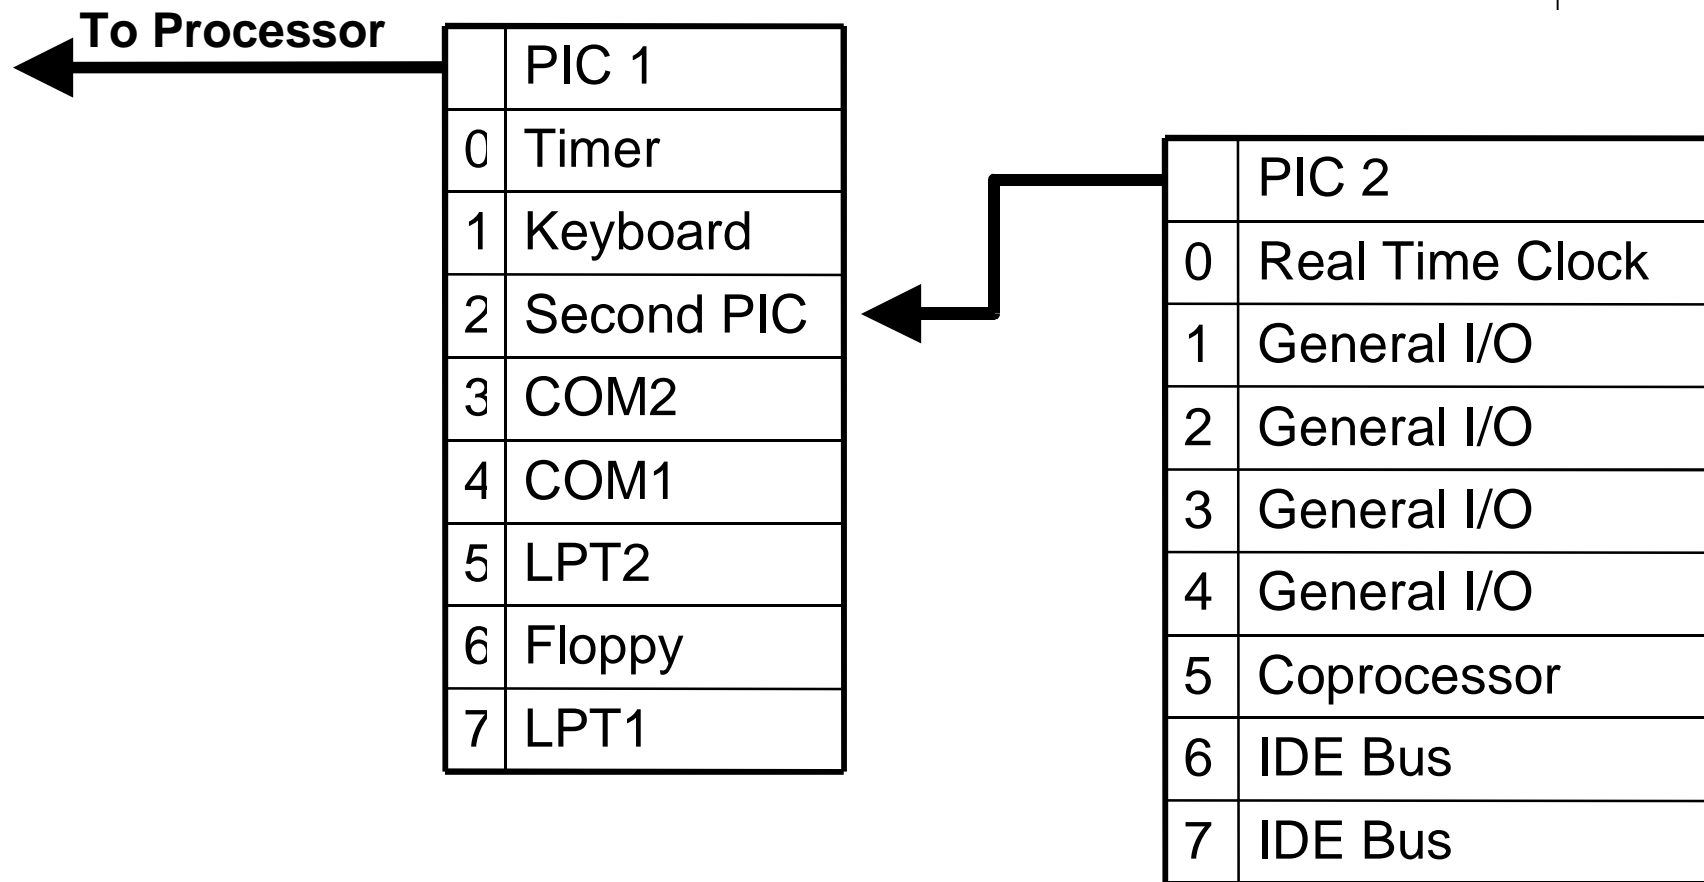 To Processor
PIC 1
0 Timer
1 Keyboard
2 Second PIC
3 COM2
4 COM1
5 LPT2
6 Floppy
7 LPT1
PIC 2
0 Real Time Clock
1 General I/O
2 General I/O
3 General I/O
4 General I/O
5 Coprocessor
6 IDE Bus
7 IDE Bus